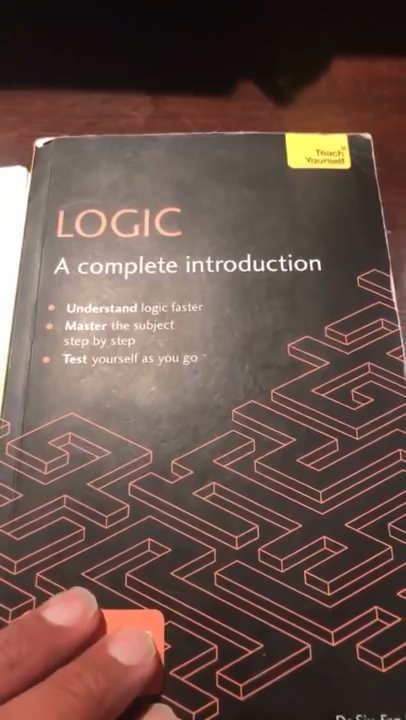 Teach
Yourself
LOGIC
A complete introduction
• Understand logic faster
• Master the subject
step by step
• Test yourself as you go